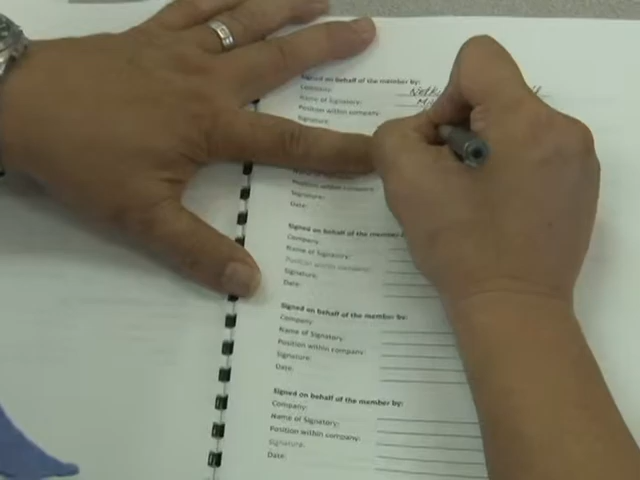 Signed on behalf of the member by:
Company:
Name of Signatory:
Position within company:
Signature:
Position within company:
Signature:
Date:
Signed on behalf of the member
Company:
Name of Signatory:
Position within company:
Signature:
Date:
Signed on behalf of the member by:
Company:
Name of Signatory:
Position within company:
Signature:
Date:
Signed on behalf of the member by:
Company:
Name of Signatory:
Position within company:
Signature:
Date: